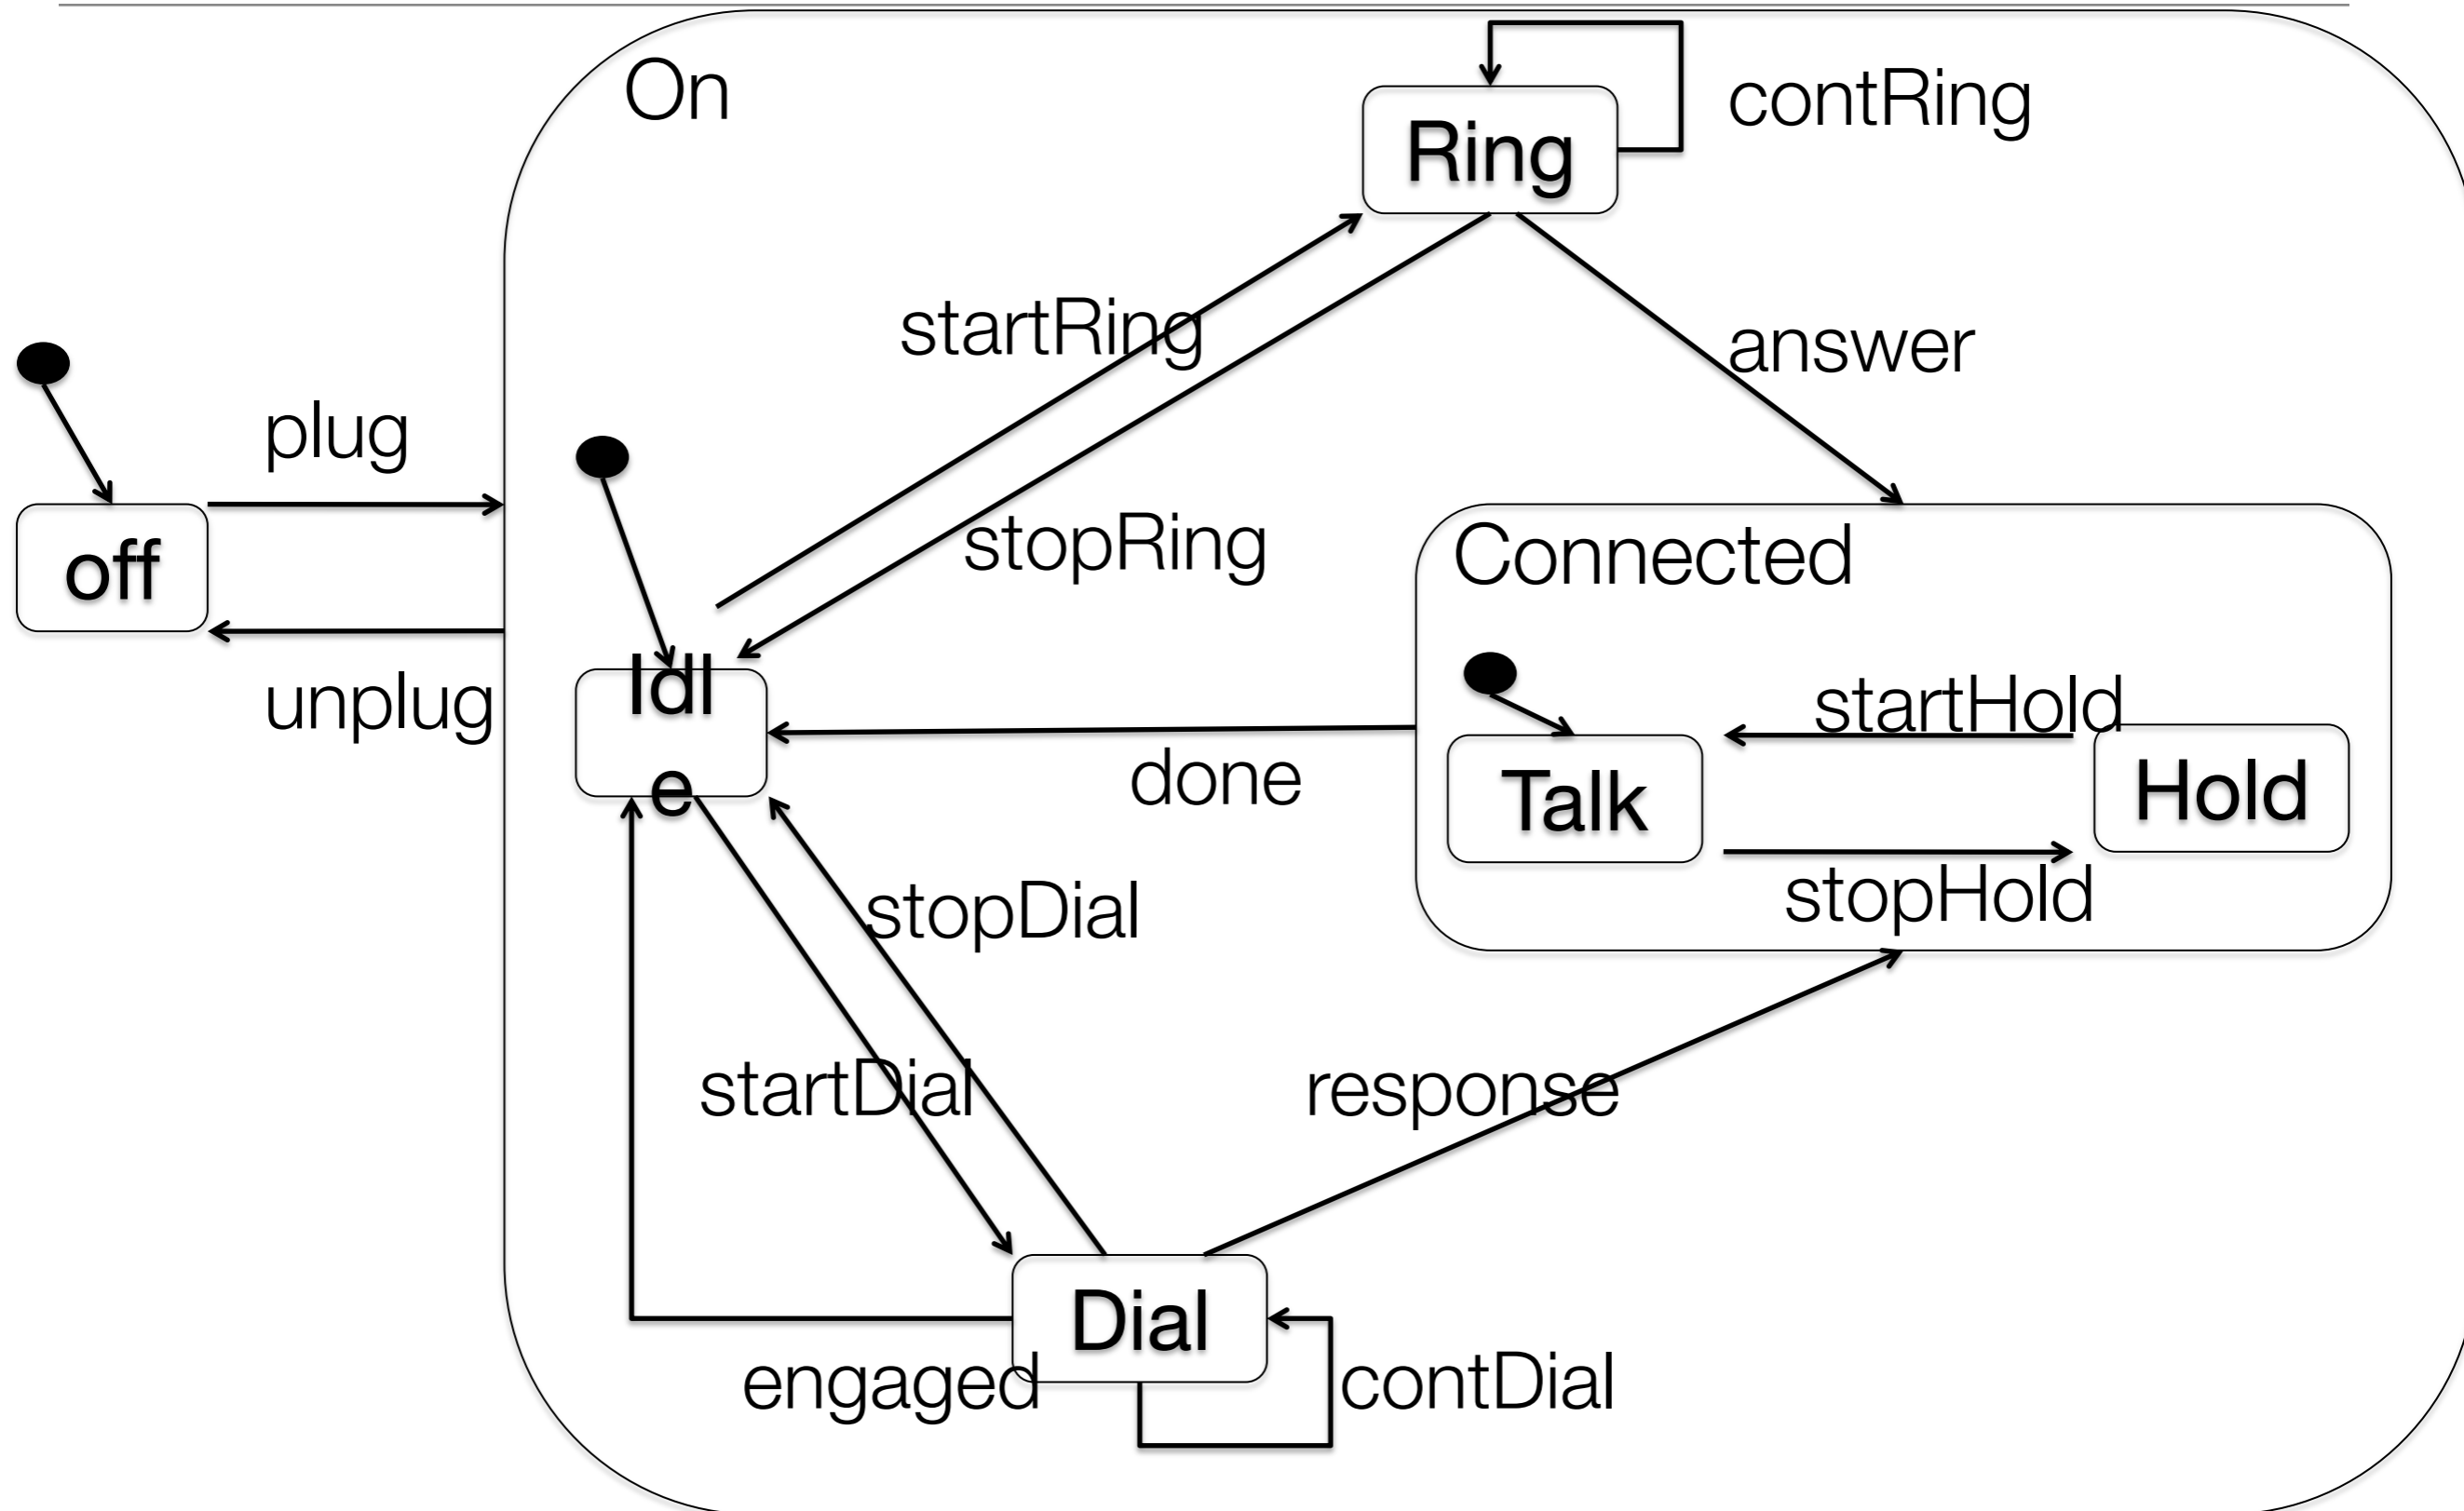 On
contRing
Ring
startRing
answer
plug
stopRing
Connected
off
unplug
Idl
e
startHold
done
Talk
Hold
stopDial
stopHold
startDial
response
Dial
engaged
contDial